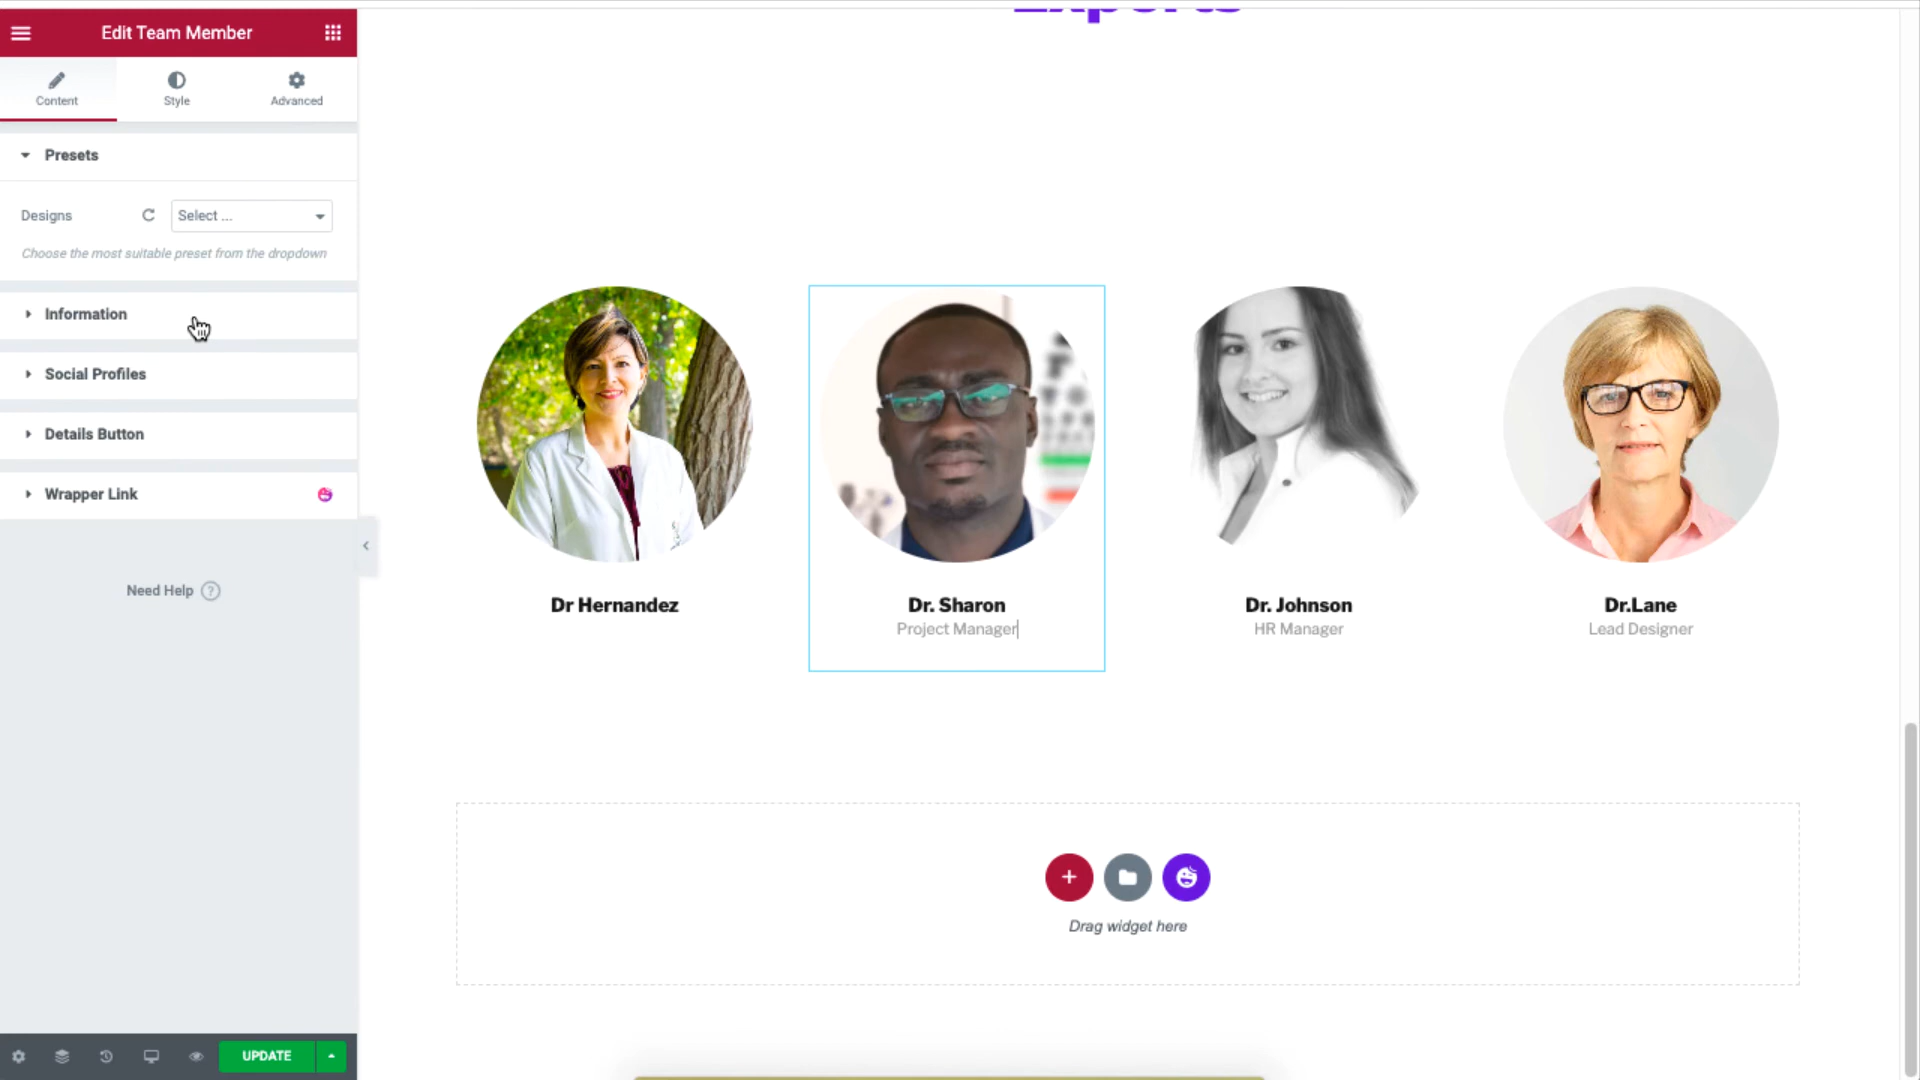 Experts
Edit Team Member
Content
Style
Advanced
Presets
Designs
Select ...
Choose the most suitable preset from the dropdown
Information
Social Profiles
Details Button
Wrapper Link
Need Help ?
Dr Hernandez
Dr. Sharon
Project Manager
Dr. Johnson
HR Manager
Dr.Lane
Lead Designer
Drag widget here
UPDATE